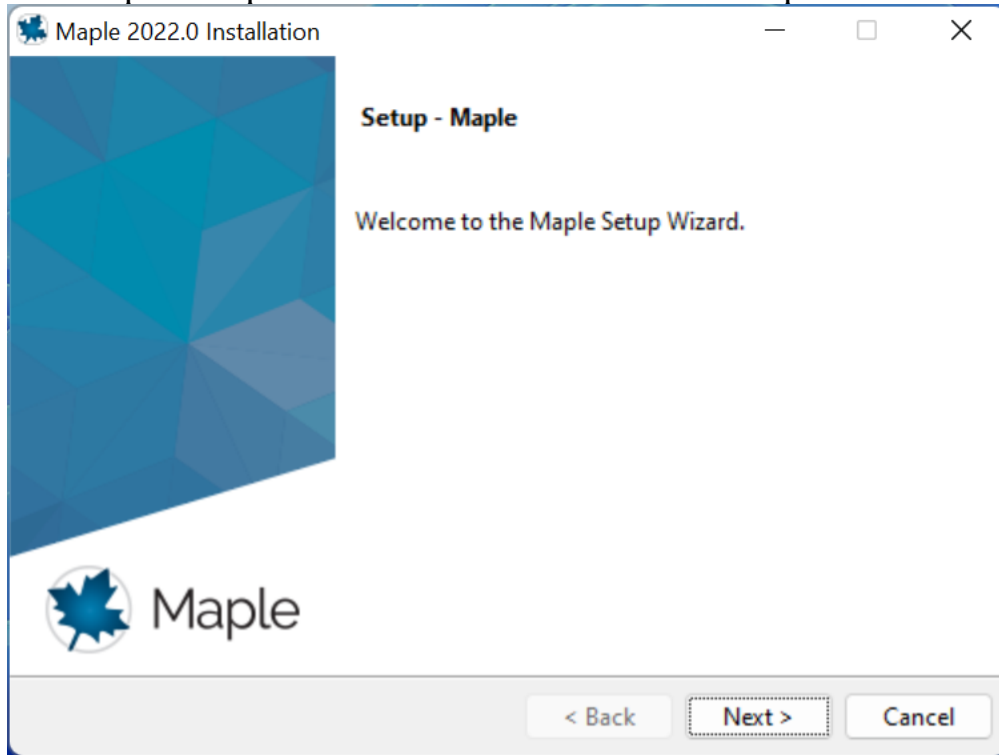 Maple 2022.0 Installation
Setup - Maple
Welcome to the Maple Setup Wizard.
Maple
< Back Next > Cancel